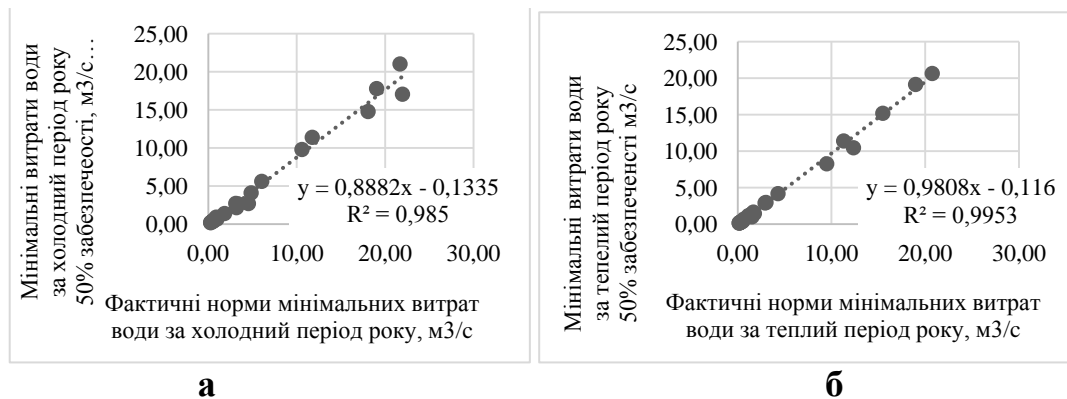 Мінімальні витрати води
за холодний період року
50% забезпечеості, м3/с…
25,00
20,00
15,00
10,00
5,00
0,00
y = 0,8882x - 0,1335
R² = 0,985
0,00 10,00 20,00 30,00
Фактичні норми мінімальних витрат
води за холодний період року, м3/с
а
Мінімальні витрати води
за тепелий період року
50% забезпеченсті м3/с
25,00
20,00
15,00
10,00
5,00
0,00
y = 0,9808x - 0,116
R² = 0,9953
0,00 10,00 20,00 30,00
Фактичні норми мінімальних витрат
води за теплий період року, м3/с
б